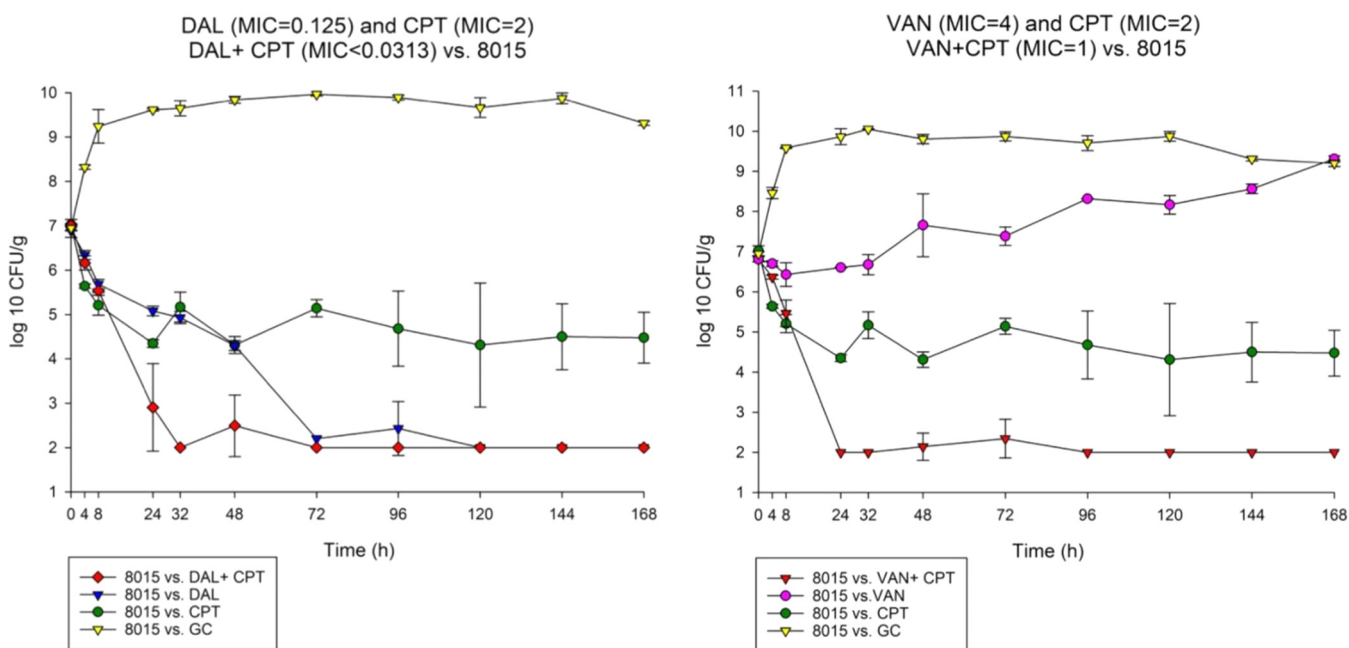 DAL (MIC=0.125) and CPT (MIC=2)
DAL+ CPT (MIC<0.0313) vs. 8015
10
9
8
7
6
5
4
3
2
1
log 10 CFU/g
0 4 8 24 32 48 72 96 120 144 168
Time (h)
8015 vs. DAL+ CPT
8015 vs. DAL
8015 vs. CPT
8015 vs. GC
VAN (MIC=4) and CPT (MIC=2)
VAN+CPT (MIC=1) vs. 8015
11
10
9
8
7
6
5
4
3
2
1
log 10 CFU/g
0 4 8 24 32 48 72 96 120 144 168
Time (h)
8015 vs. VAN+ CPT
8015 vs.VAN
8015 vs. CPT
8015 vs. GC